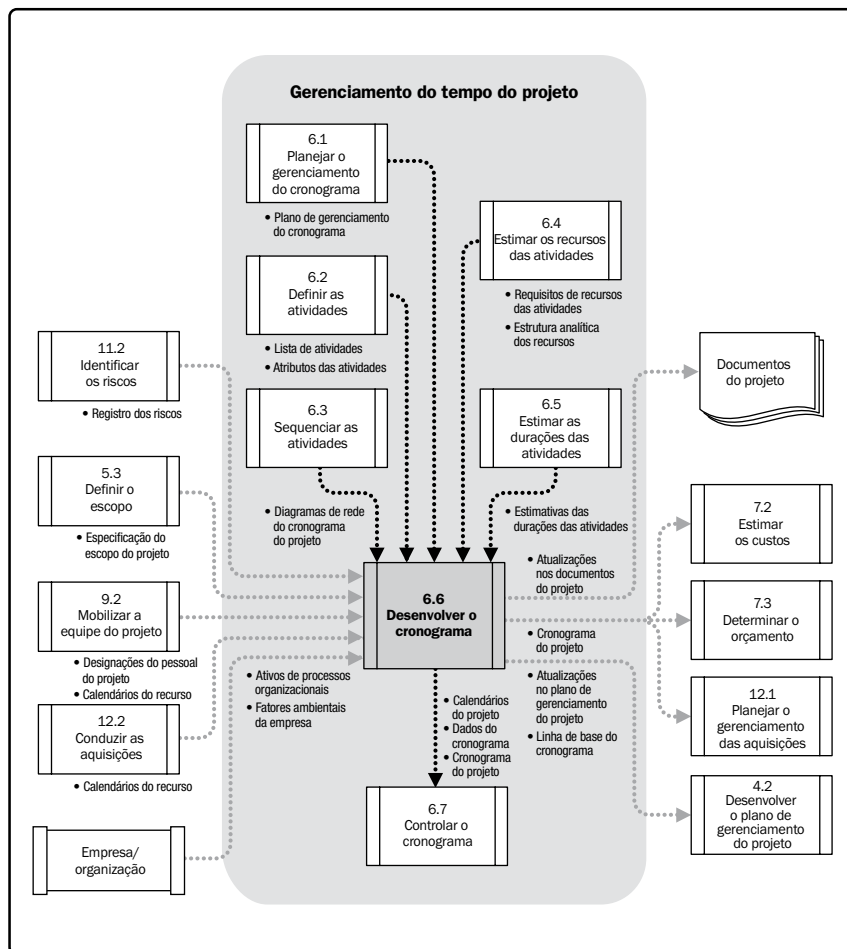 Gerenciamento do tempo do projeto
6.1
Planejar o
gerenciamento
do cronograma
• Plano de gerenciamento
do cronograma
6.2
Definir as
atividades
• Lista de atividades
• Atributos das atividades
6.3
Sequenciar as
atividades
• Diagramas de rede
do cronograma
do projeto
6.4
Estimar os recursos
das atividades
• Requisitos de recursos
das atividades
• Estrutura analítica
dos recursos
6.5
Estimar as
durações das
atividades
• Estimativas das
durações das atividades
11.2
Identificar
os riscos
• Registro dos riscos
5.3
Definir o
escopo
• Especificação do
escopo do projeto
9.2
Mobilizar a
equipe do projeto
• Designações do pessoal
do projeto
• Calendários do recurso
12.2
Conduzir as
aquisições
• Calendários do recurso
Empresa/
organização
• Ativos de processos
organizacionais
• Fatores ambientais
da empresa
6.6
Desenvolver o
cronograma
• Atualizações
nos documentos
do projeto
• Cronograma
do projeto
• Atualizações
no plano de
gerenciamento
do projeto
• Linha de base do
cronograma
• Calendários
do projeto
• Dados do
cronograma
• Cronograma
do projeto
6.7
Controlar o
cronograma
Documentos
do projeto
7.2
Estimar
os custos
7.3
Determinar o
orçamento
12.1
Planejar o
gerenciamento
das aquisições
4.2
Desenvolver
o plano de
gerenciamento
do projeto